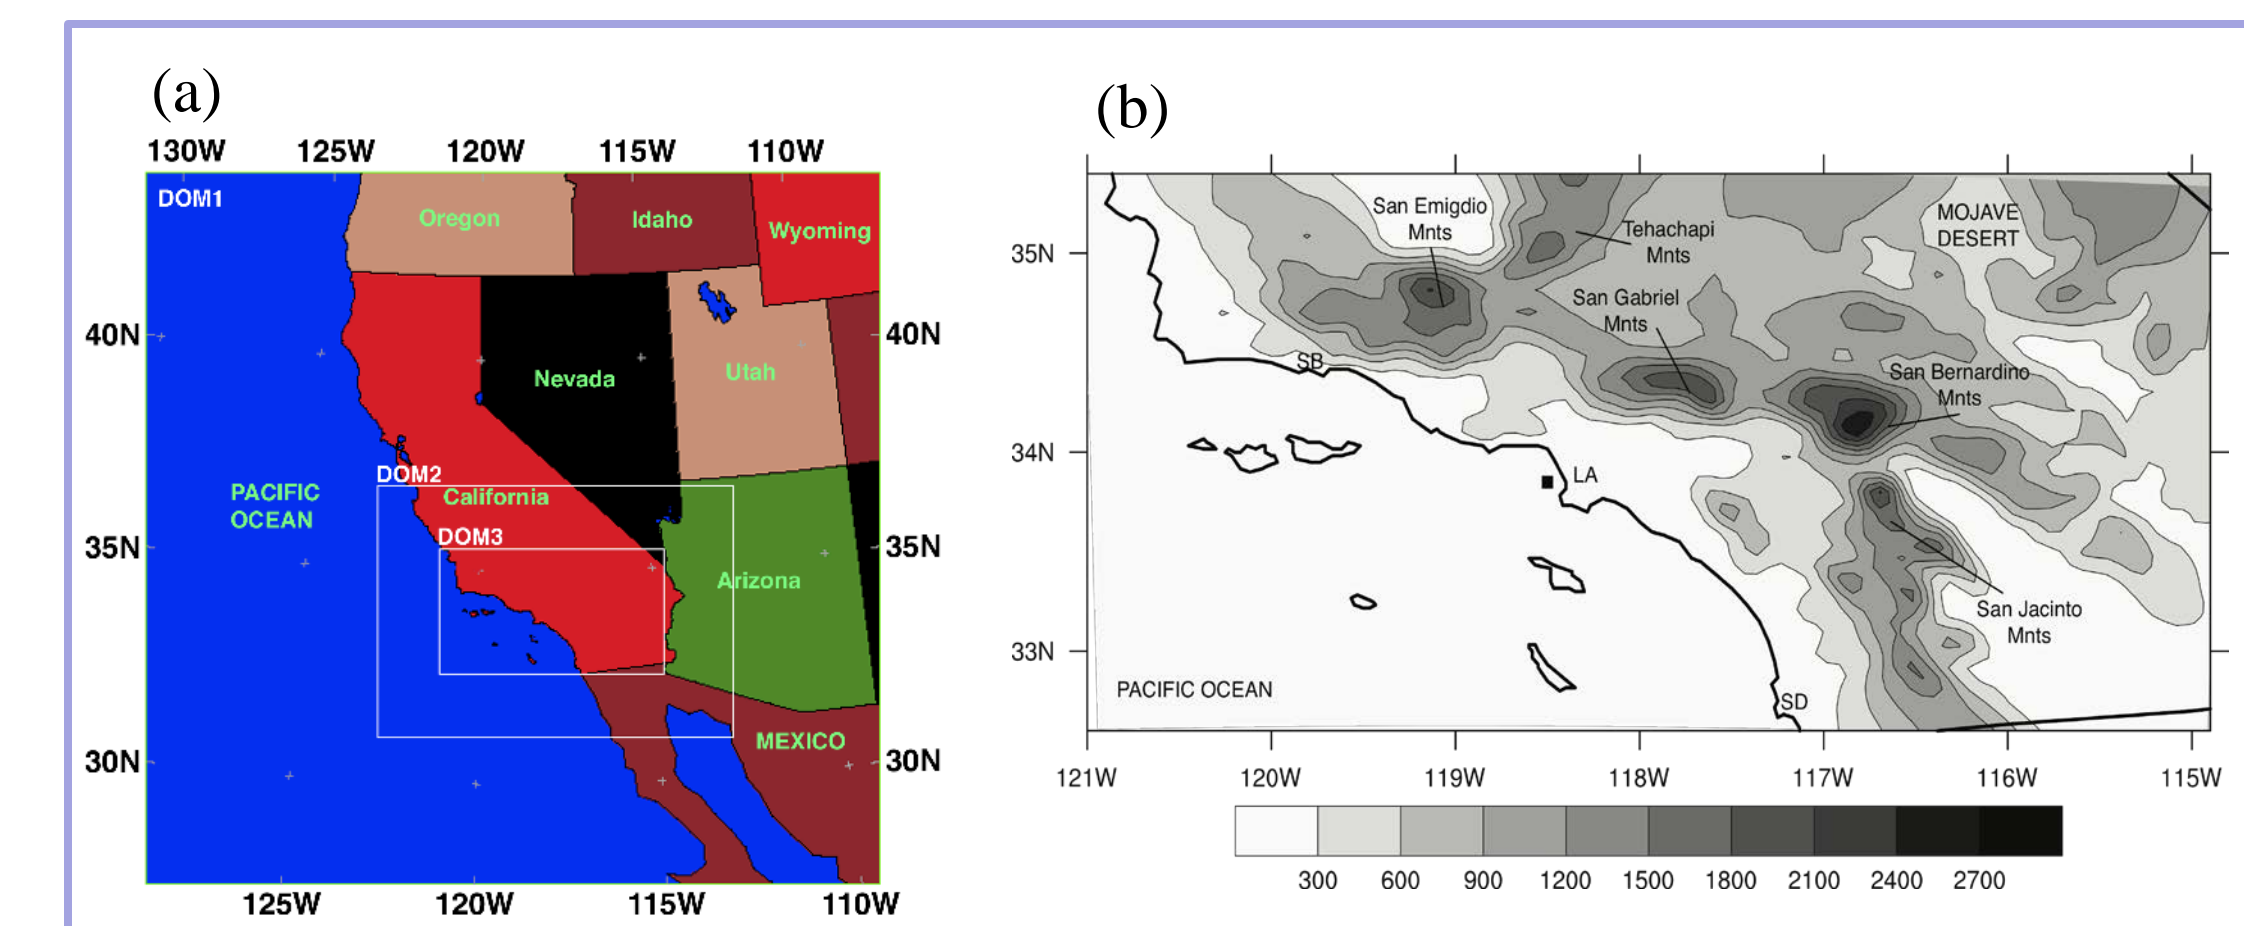 (a)
130W 125W 120W 115W 110W
DOM1
Oregon
Idaho
Wyoming
40N
40N
Nevada
Utah
DOM2
California
PACIFIC
OCEAN
DOM3
35N
35N
Arizona
MEXICO
30N
30N
125W 120W 115W 110W
(b)
San Emigdio
Mnts
Tehachapi
Mnts
MOJAVE
DESERT
35N
San Gabriel
Mnts
SB
San Bernardino
Mnts
34N
LA
San Jacinto
Mnts
33N
PACIFIC OCEAN
SD
121W 120W 119W 118W 117W 116W 115W
300 600 900 1200 1500 1800 2100 2400 2700